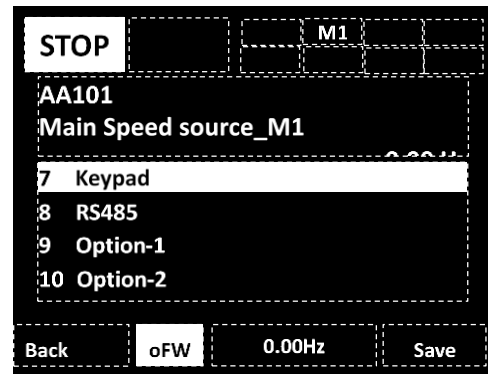 STOP M1
AA101
Main Speed source_M1
7 Keypad
8 RS485
9 Option-1
10 Option-2
Back oFW 0.00Hz Save